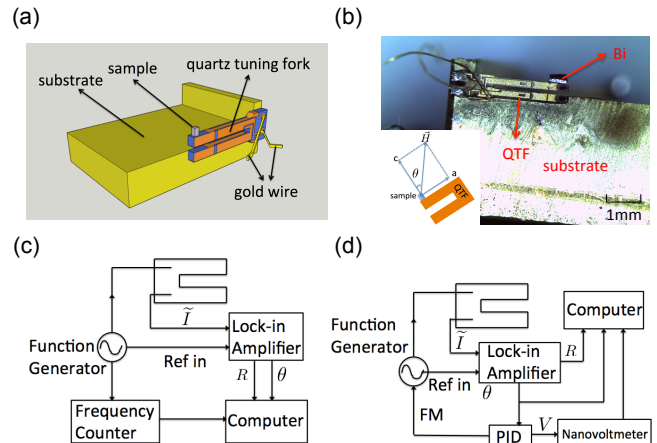 (a)
quartz tuning fork
sample
substrate
gold wire
(b)
Bi
QTF
substrate
1mm
H
c
θ
a
QTF
sample
(c)
Ĩ
Function
Generator
Lock-in
Amplifier
Ref in
R
θ
Frequency
Counter
Computer
(d)
Computer
Function
Generator
Ĩ
Lock-in
Amplifier
R
Ref in
θ
FM
PID
V
Nanovoltmeter